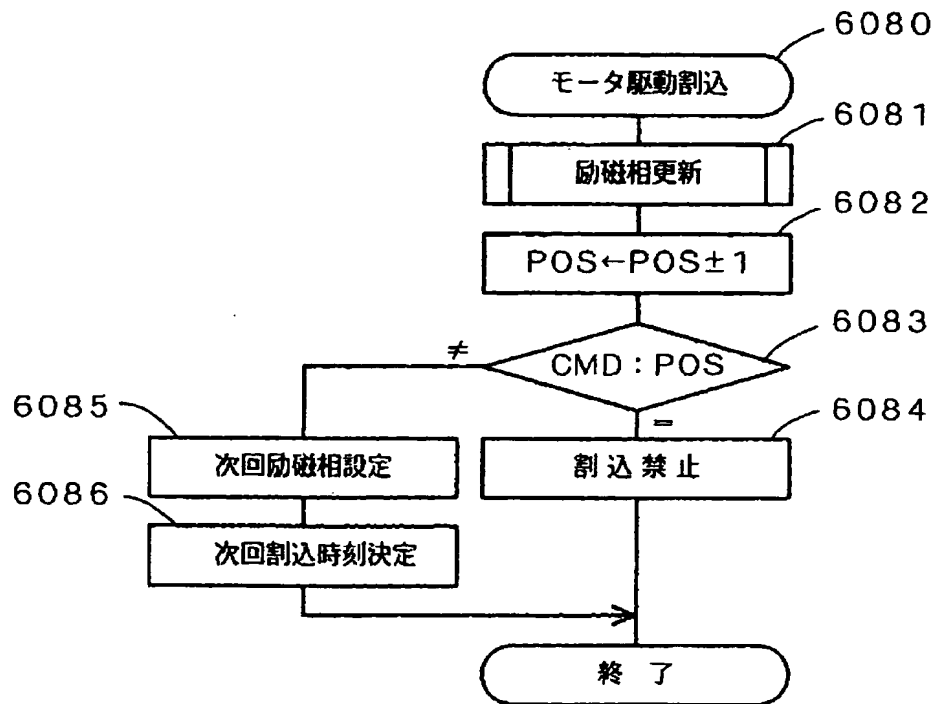 6080
モータ駆動割込
6081
励磁相更新
6082
POS←POS±1
6083
≠
CMD：POS
6085
6084
=
次回励磁相設定
割込禁止
6086
次回割込時刻決定
終了